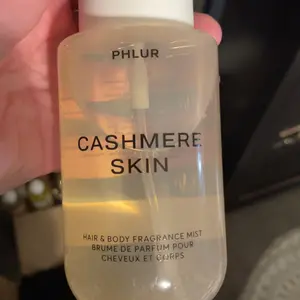 PHLUR
CASHMERE
SKIN
HAIR & BODY FRAGRANCE MIST
BRUME DE PARFUM POUR
CHEVEUX ET CORPS